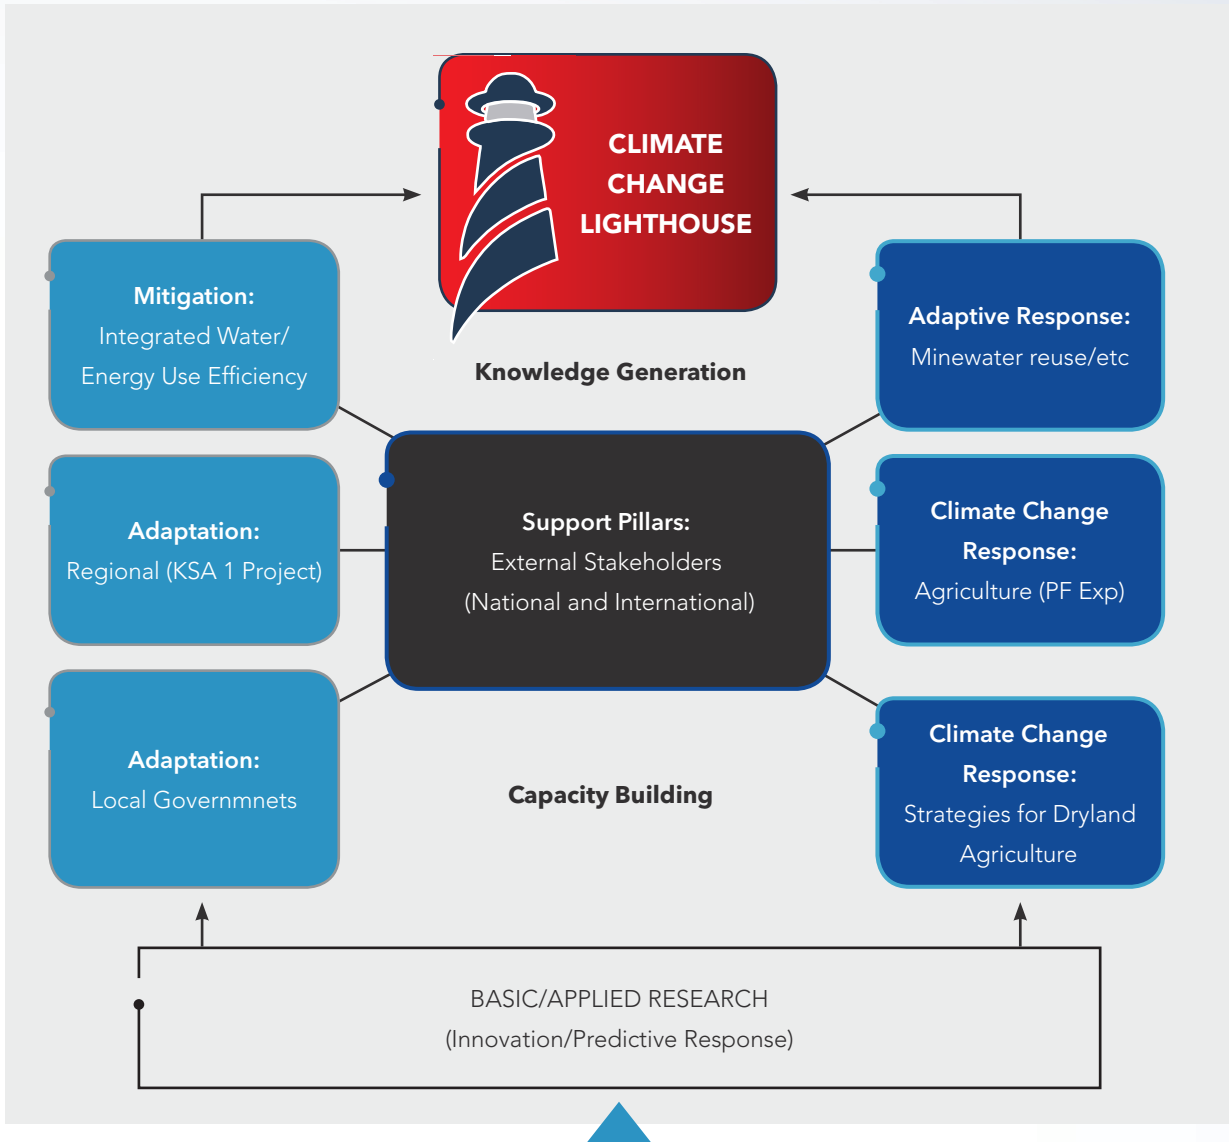 CLIMATE
CHANGE
LIGHTHOUSE
Mitigation:
Integrated Water/
Energy Use Efficiency
Adaptive Response:
Minewater reuse/etc
Knowledge Generation
Adaptation:
Regional (KSA 1 Project)
Support Pillars:
External Stakeholders
(National and International)
Climate Change
Response:
Agriculture (PF Exp)
Adaptation:
Local Governmnets
Capacity Building
Climate Change
Response:
Strategies for Dryland
Agriculture
BASIC/APPLIED RESEARCH
(Innovation/Predictive Response)